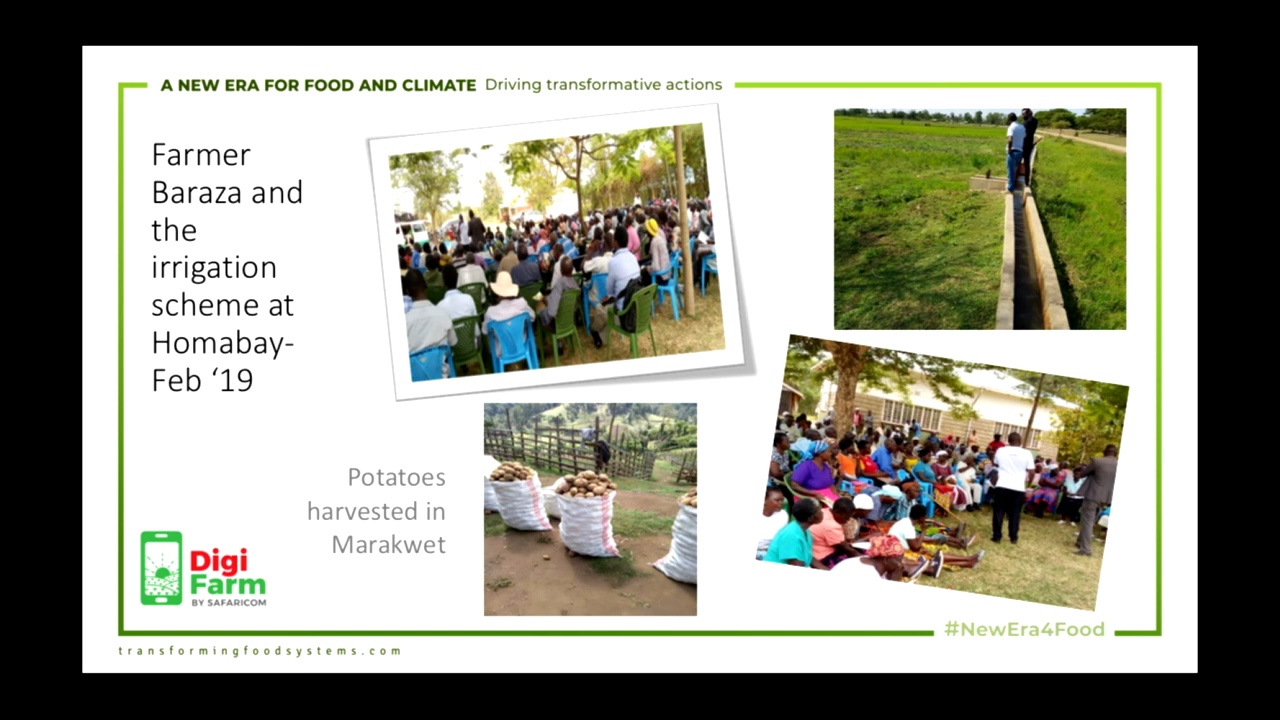 A NEW ERA FOR FOOD AND CLIMATE Driving transformative actions
Farmer
Baraza and
the
irrigation
scheme at
Homabay-
Feb ‘19
Potatoes
harvested in
Marakwet
Digi
Farm
BY SAFARICOM
#NewEra4Food
transformingfoodsystems.com